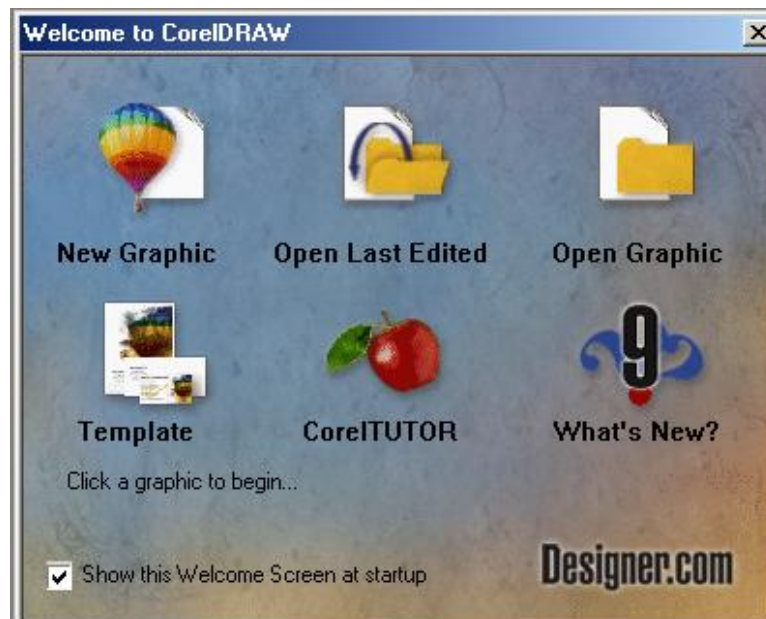 Welcome to CorelDRAW
New Graphic Open Last Edited Open Graphic
9
Template CorelTUTOR What's New?
Click a graphic to begin...
Show this Welcome Screen at startup
Designer.com